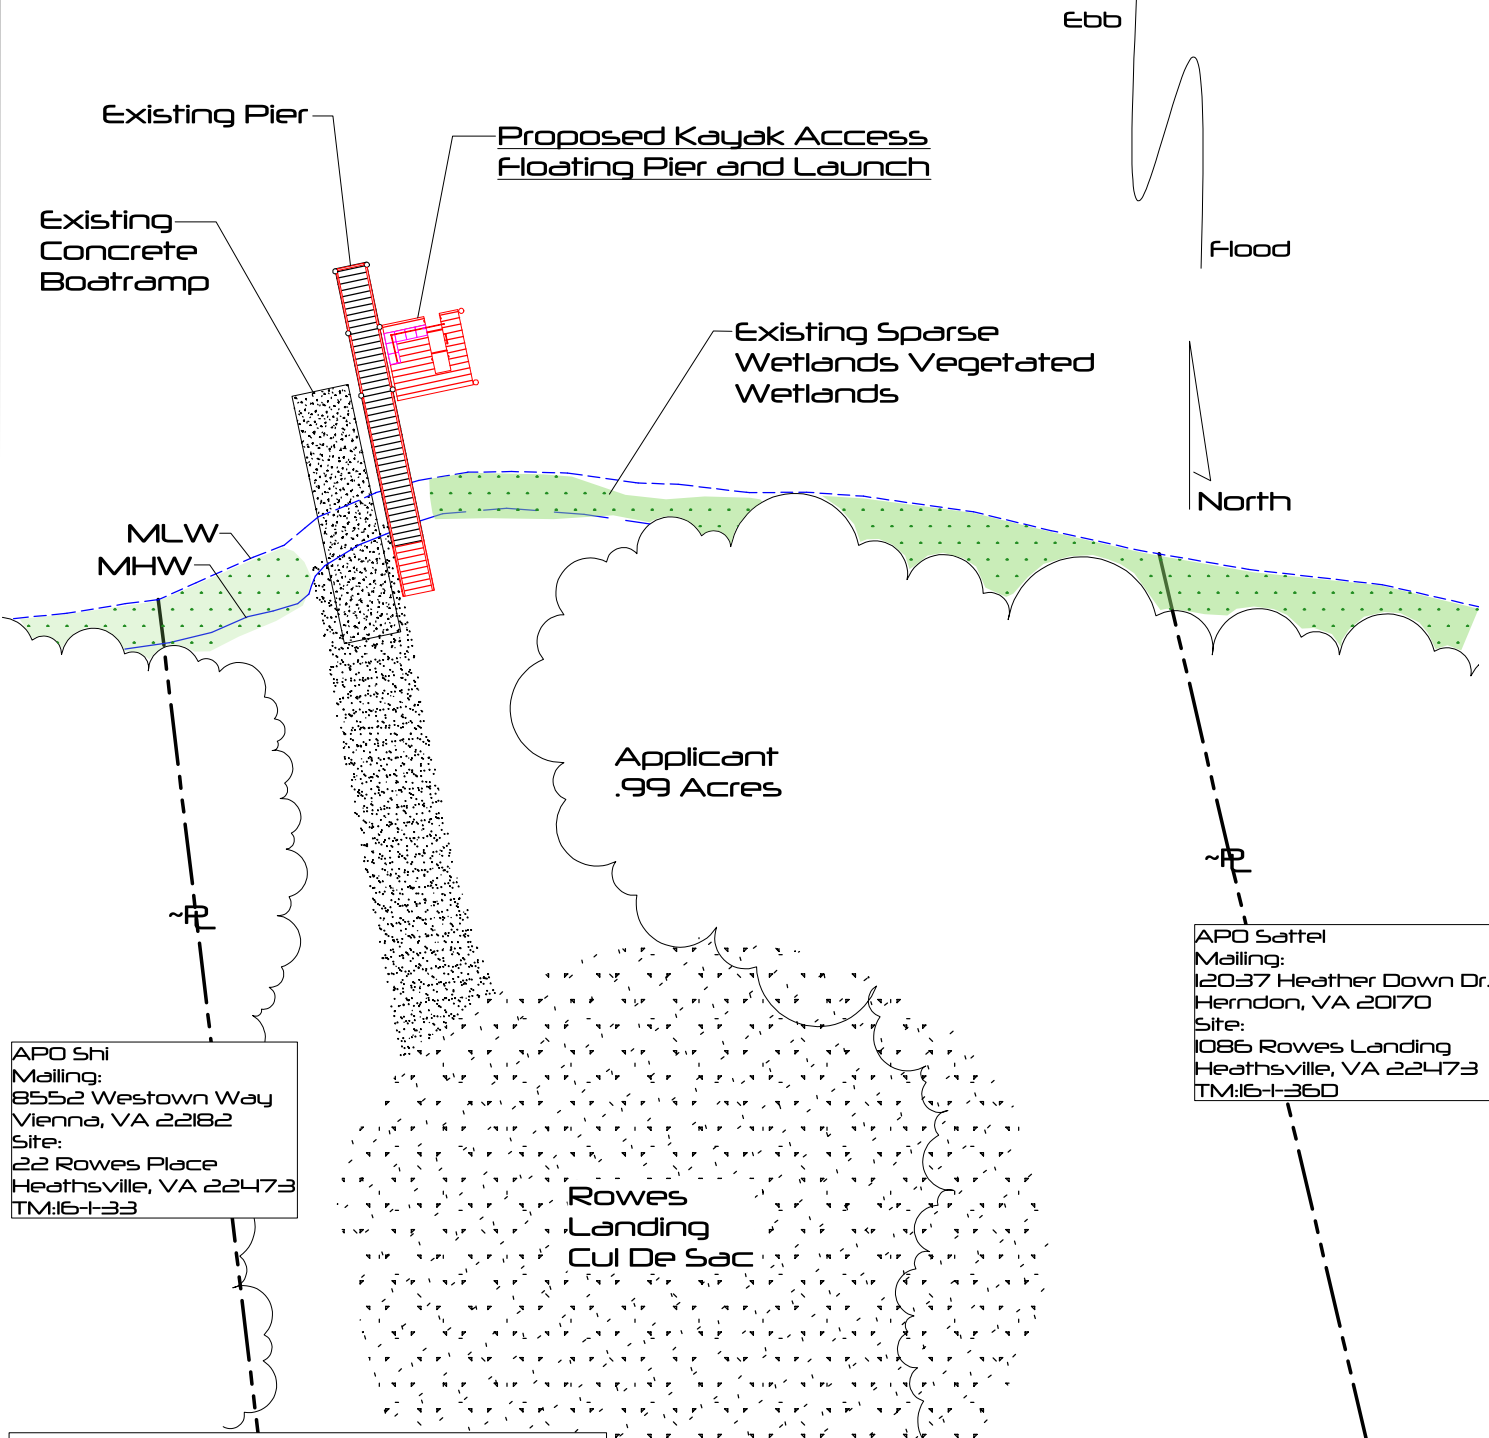 Ebb
Existing Pier
Proposed Kayak Access
Floating Pier and Launch
Existing
Concrete
Boatramp
Flood
Existing Sparse
Wetlands Vegetated
Wetlands
North
MLW
MHW
Applicant
.99 Acres
~PL
~PL
APO Sattel
Mailing:
12037 Heather Down Dr.
Herndon, VA 20170
Site:
1086 Rowes Landing
Heathsville, VA 22473
TM:16-1-36D
APO Shi
Mailing:
8552 Westown Way
Vienna, VA 22182
Site:
22 Rowes Place
Heathsville, VA 22473
TM:16-1-33
Rowes
Landing
Cul De Sac